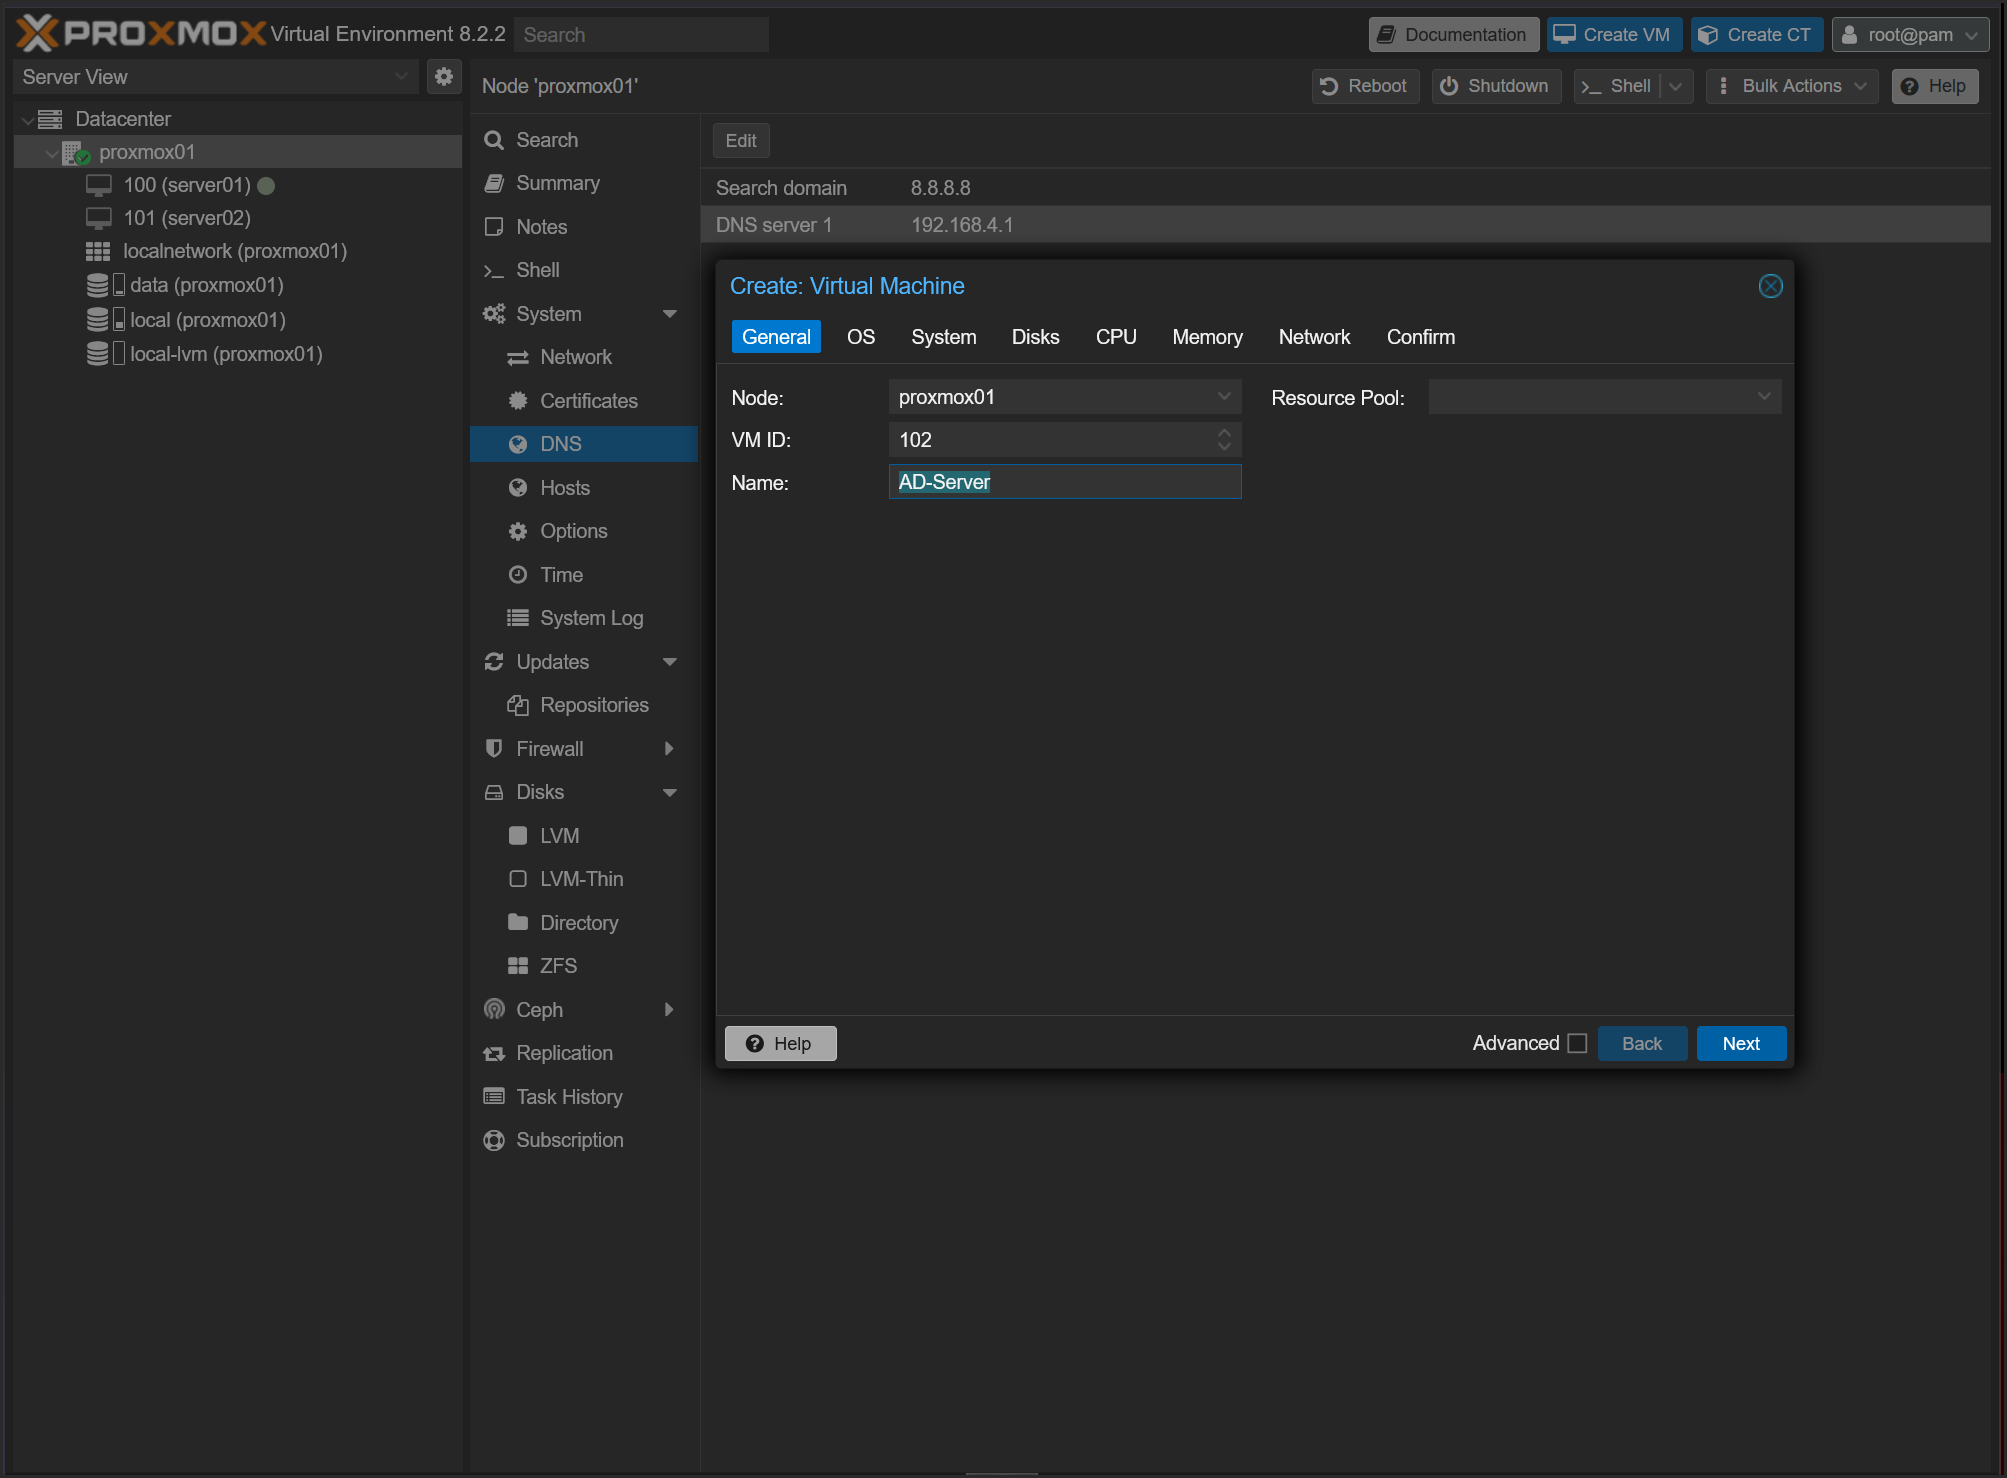 PROXMOX Virtual Environment 8.2.2 Search Documentation Create VM Create CT root@pam
Server View
Node 'proxmox01' Reboot Shutdown Shell Bulk Actions Help
Datacenter
proxmox01
100 (server01)
101 (server02)
localnetwork (proxmox01)
data (proxmox01)
local (proxmox01)
local-lvm (proxmox01)
Search
Summary
Notes
Shell
System
Network
Certificates
DNS
Hosts
Options
Time
System Log
Updates
Repositories
Firewall
Disks
LVM
LVM-Thin
Directory
ZFS
Ceph
Replication
Task History
Subscription
Edit
Search domain 8.8.8.8
DNS server 1 192.168.4.1
Create: Virtual Machine
General OS System Disks CPU Memory Network Confirm
Node: proxmox01 Resource Pool:
VM ID: 102
Name: AD-Server
Help Advanced Back Next